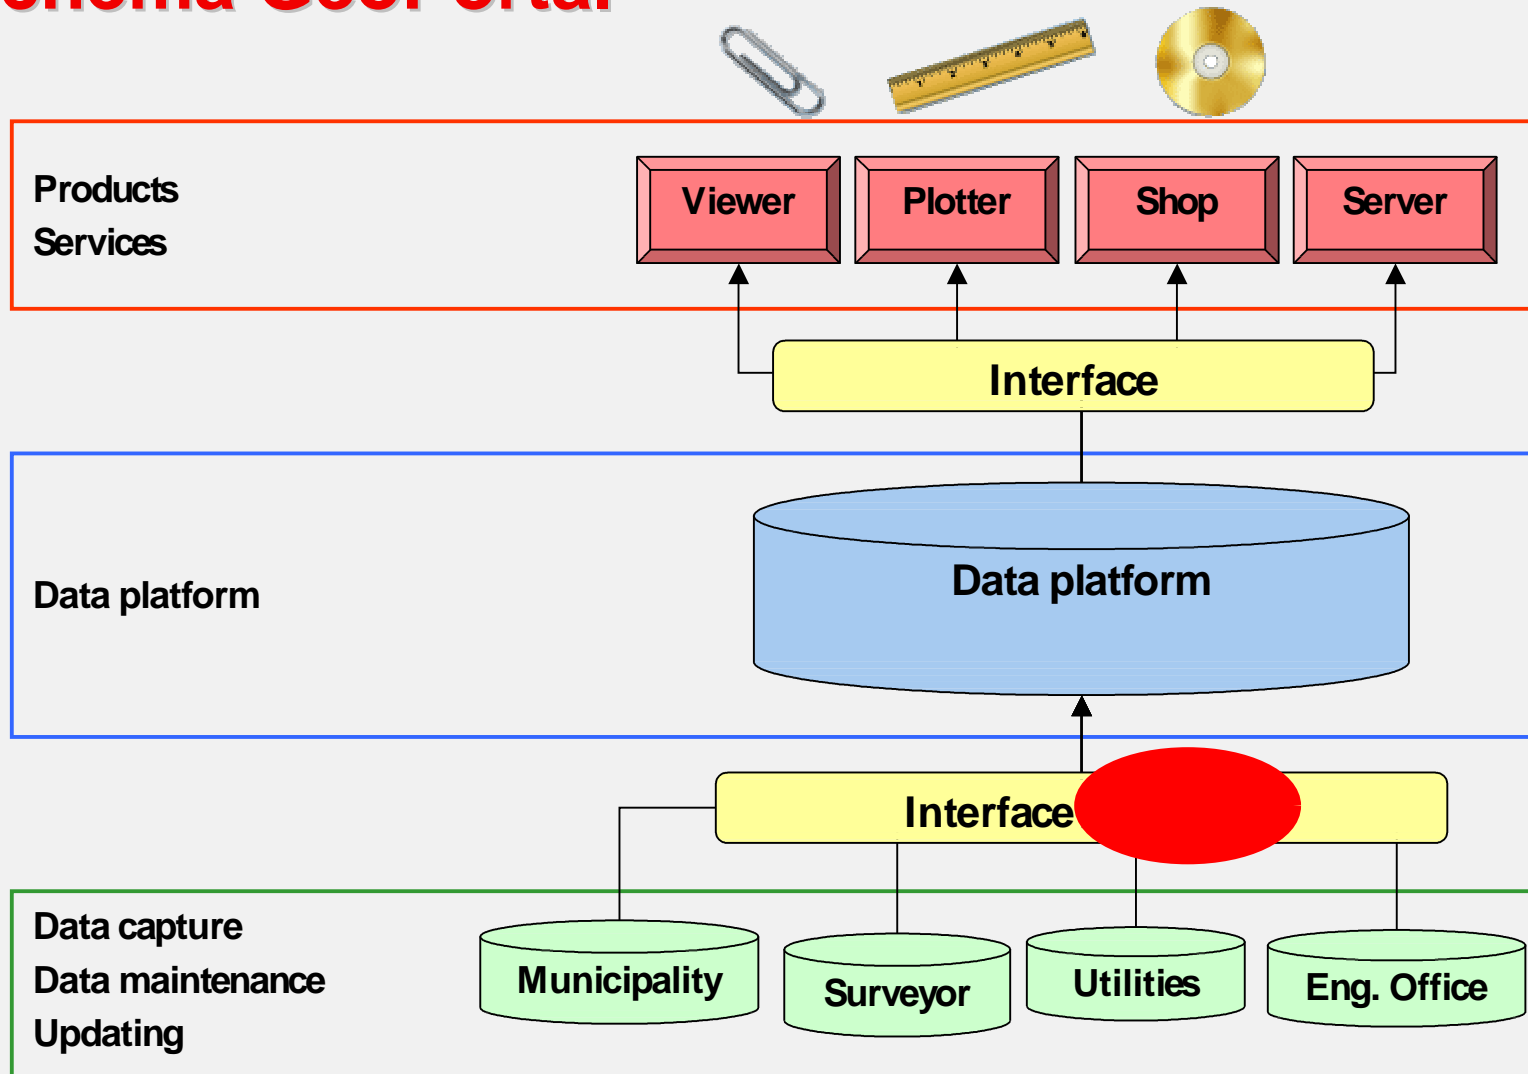 Products
Services
Viewer
Plotter
Shop
Server
Interface
Data platform
Data platform
Interface
Data capture
Data maintenance
Updating
Municipality
Surveyor
Utilities
Eng. Office